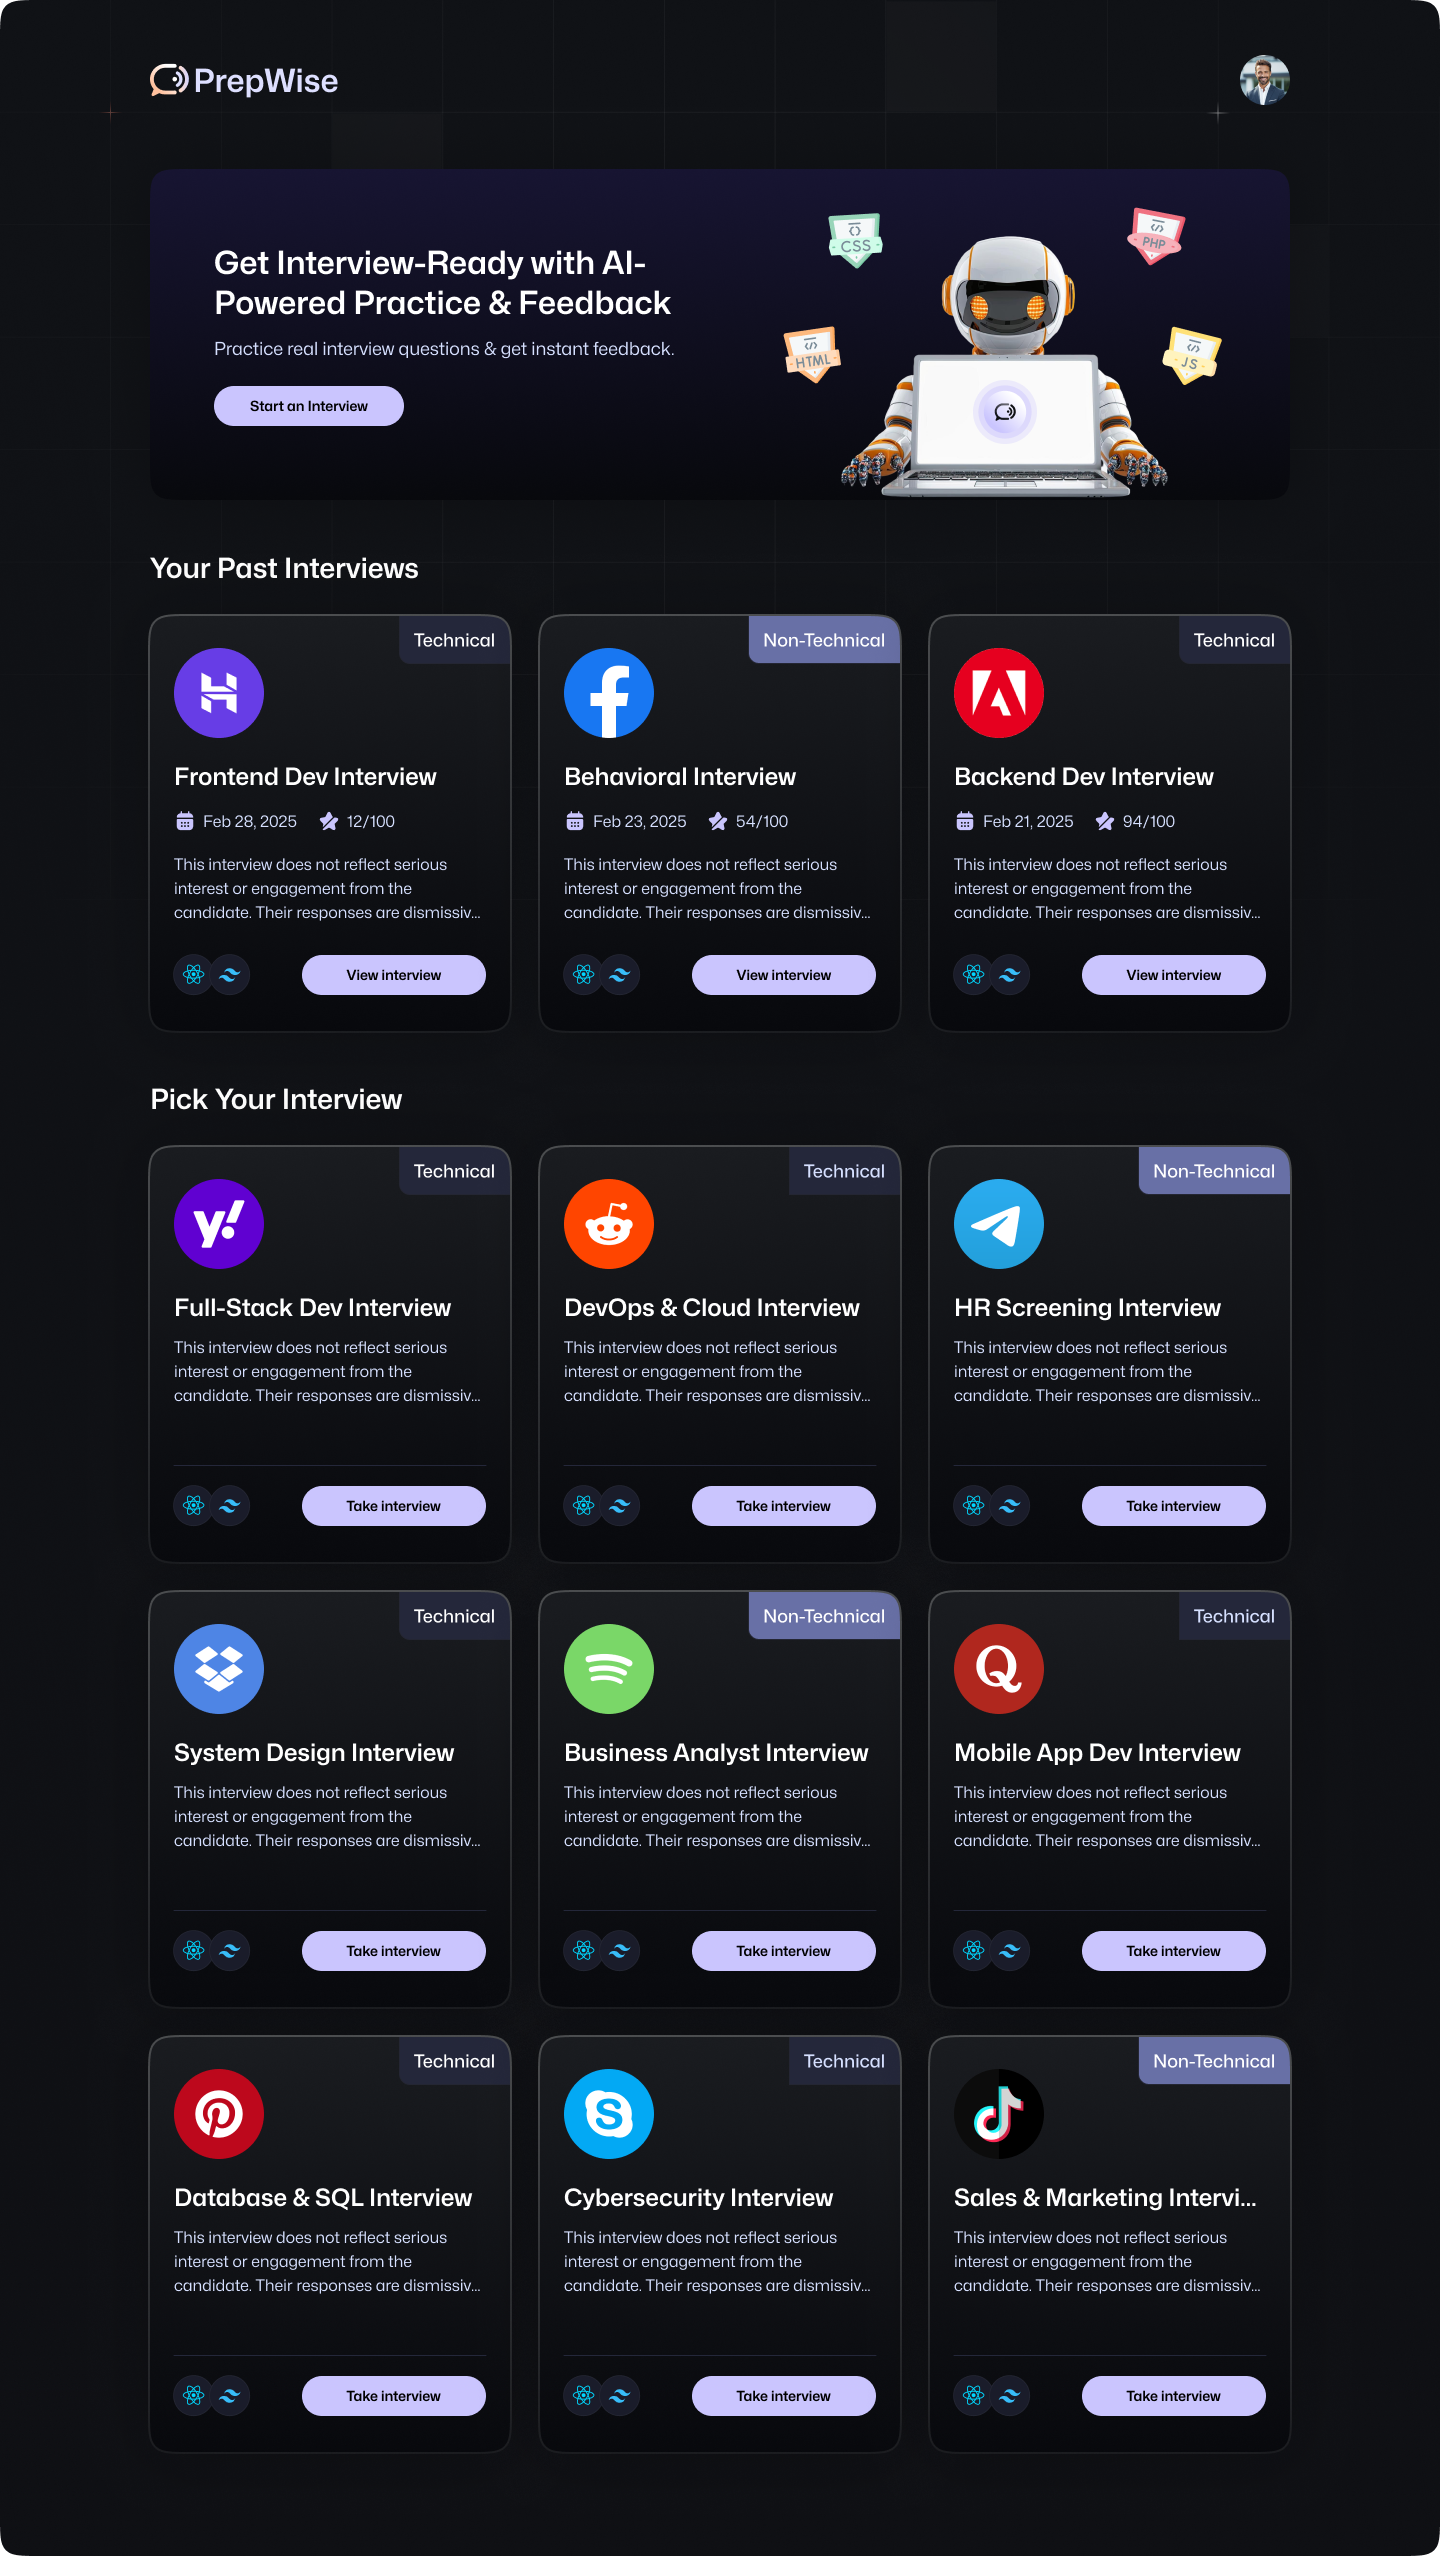 PrepWise
Get Interview-Ready with AI-
Powered Practice & Feedback
Practice real interview questions & get instant feedback.
Start an Interview
CSS
PHP
HTML
JS
Your Past Interviews
Technical
Frontend Dev Interview
Feb 28, 2025 12/100
This interview does not reflect serious
interest or engagement from the
candidate. Their responses are dismissiv...
View interview
Non-Technical
Behavioral Interview
Feb 23, 2025 54/100
This interview does not reflect serious
interest or engagement from the
candidate. Their responses are dismissiv...
View interview
Technical
Backend Dev Interview
Feb 21, 2025 94/100
This interview does not reflect serious
interest or engagement from the
candidate. Their responses are dismissiv...
View interview
Pick Your Interview
Technical
y!
Full-Stack Dev Interview
This interview does not reflect serious
interest or engagement from the
candidate. Their responses are dismissiv...
Take interview
Technical
DevOps & Cloud Interview
This interview does not reflect serious
interest or engagement from the
candidate. Their responses are dismissiv...
Take interview
Non-Technical
HR Screening Interview
This interview does not reflect serious
interest or engagement from the
candidate. Their responses are dismissiv...
Take interview
Technical
System Design Interview
This interview does not reflect serious
interest or engagement from the
candidate. Their responses are dismissiv...
Take interview
Non-Technical
Business Analyst Interview
This interview does not reflect serious
interest or engagement from the
candidate. Their responses are dismissiv...
Take interview
Technical
Q
Mobile App Dev Interview
This interview does not reflect serious
interest or engagement from the
candidate. Their responses are dismissiv...
Take interview
Technical
Database & SQL Interview
This interview does not reflect serious
interest or engagement from the
candidate. Their responses are dismissiv...
Take interview
Technical
S
Cybersecurity Interview
This interview does not reflect serious
interest or engagement from the
candidate. Their responses are dismissiv...
Take interview
Non-Technical
Sales & Marketing Intervi...
This interview does not reflect serious
interest or engagement from the
candidate. Their responses are dismissiv...
Take interview